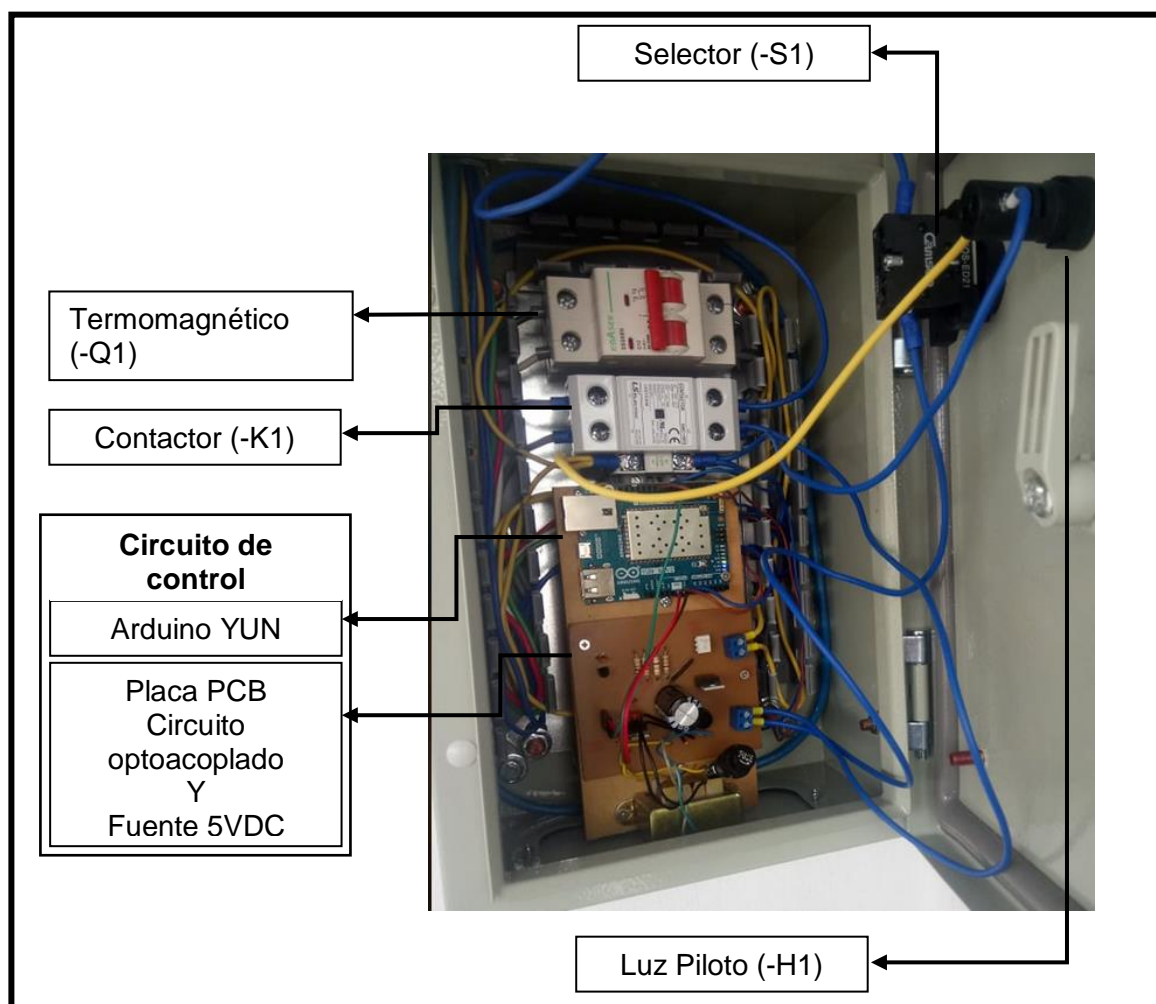 Selector (-S1)
Termomagnético
(-Q1)
Contactor (-K1)
Circuito de
control
Arduino YUN
Placa PCB
Circuito
optoacoplado
Y
Fuente 5VDC
Luz Piloto (-H1)